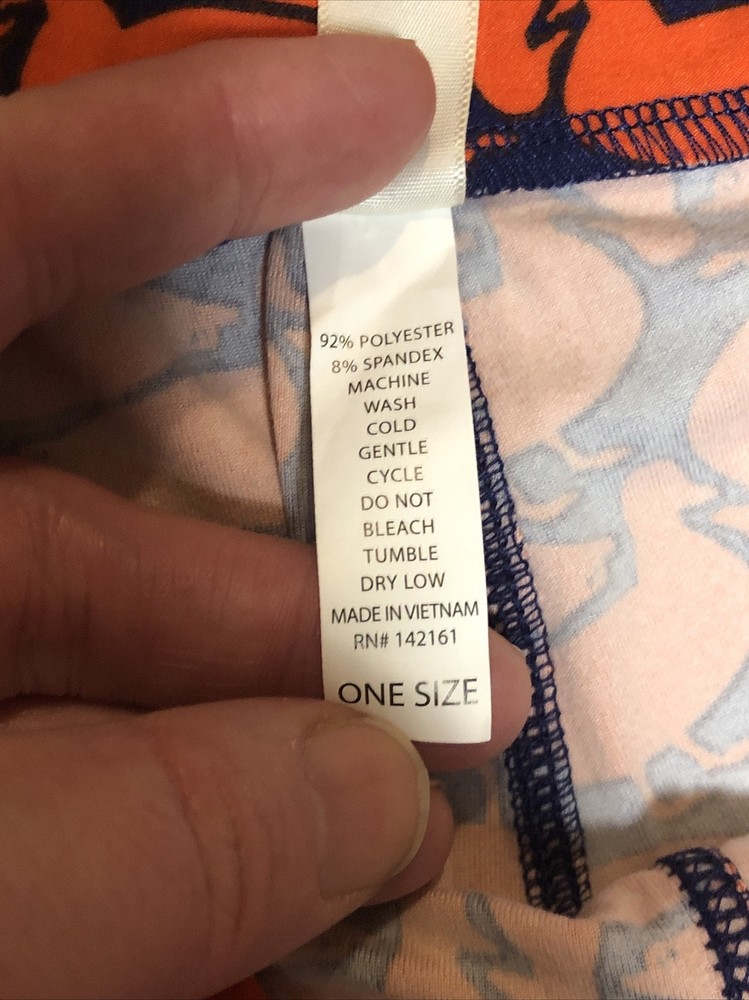 92% POLYESTER
8% SPANDEX
MACHINE
WASH
COLD
GENTLE
CYCLE
DO NOT
BLEACH
TUMBLE
DRY LOW
MADE IN VIETNAM
RN# 142161
ONE SIZE